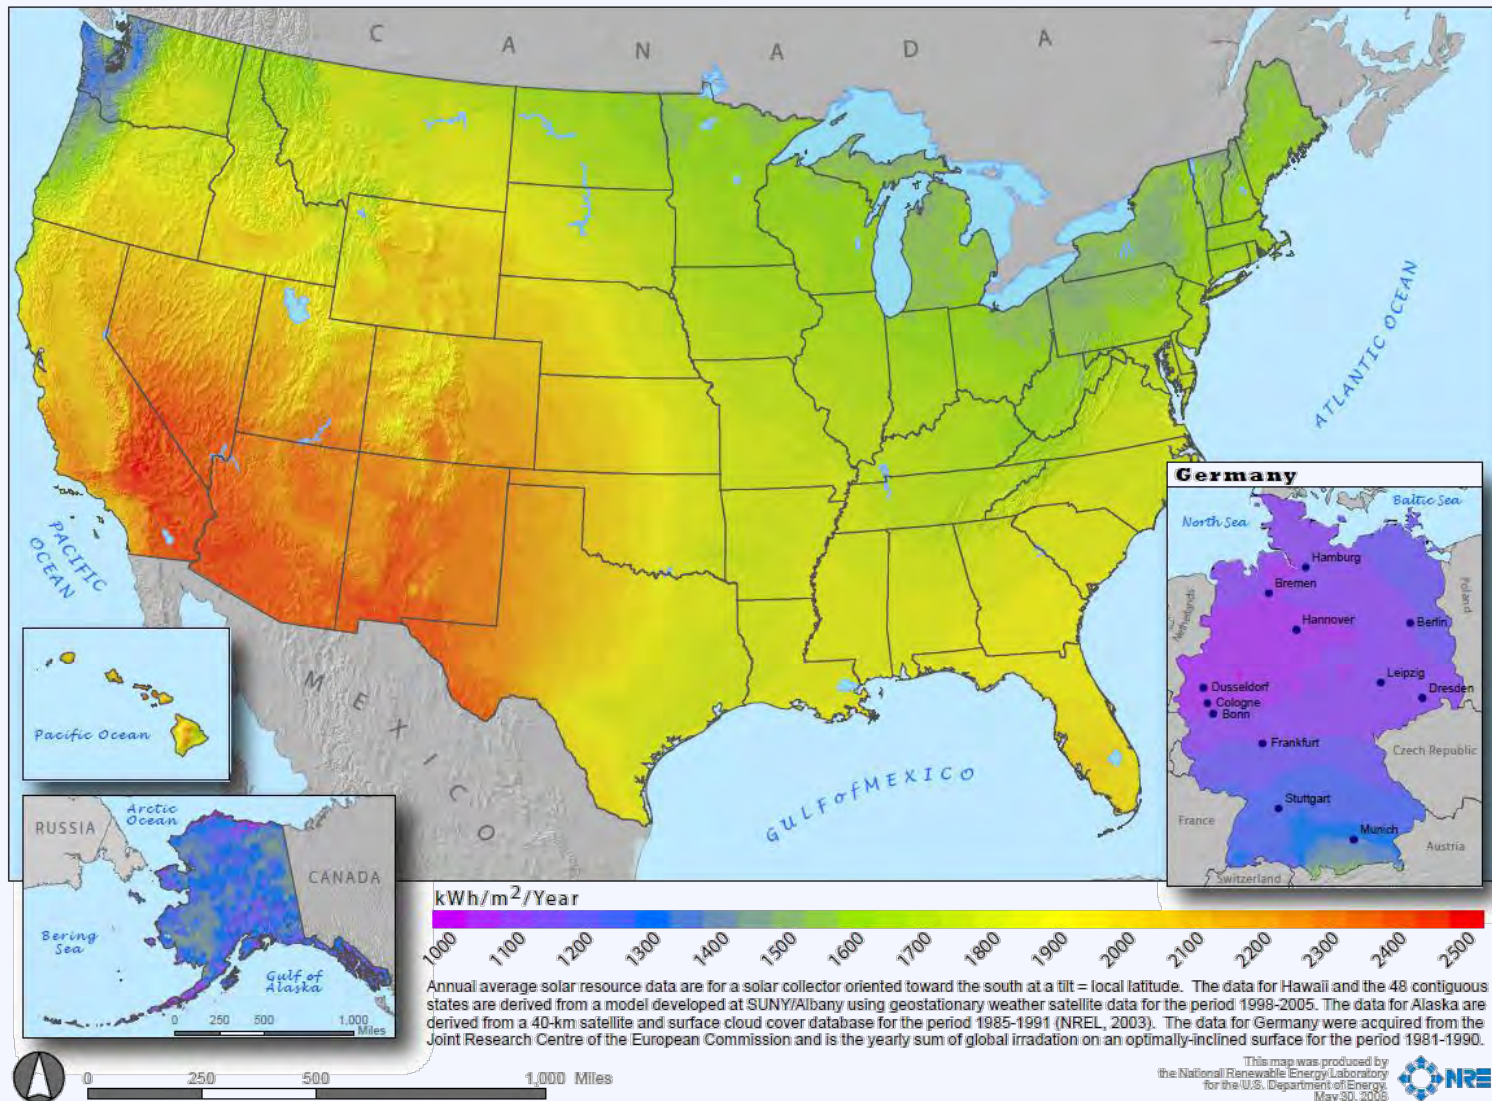 CANADA
Germany
Baltic Sea
North Sea
Hamburg
Bremen
Poland
Netherlands
Hannover
Berlin
Leipzig
Dusseldorf
Dresden
Cologne
Bonn
Frankfurt
Czech Republic
Stuttgart
France
Munich
Austria
Switzerland
ATLANTIC OCEAN
PACIFIC
OCEAN
MEXICO
GULF of MEXICO
Pacific Ocean
Arctic
Ocean
RUSSIA
CANADA
Bering
Sea
Gulf of
Alaska
0 250 500 1,000
Miles
kWh/m²/Year
1000 1100 1200 1300 1400 1500 1600 1700 1800 1900 2000 2100 2200 2300 2400 2500
Annual average solar resource data are for a solar collector oriented toward the south at a tilt = local latitude. The data for Hawaii and the 48 contiguous
states are derived from a model developed at SUNY/Albany using geostationary weather satellite data for the period 1998-2005. The data for Alaska are
derived from a 40-km satellite and surface cloud cover database for the period 1985-1991 (NREL, 2003). The data for Germany were acquired from the
Joint Research Centre of the European Commission and is the yearly sum of global irradiation on an optimally-inclined surface for the period 1981-1990.
0 250 500 1,000 Miles
This map was produced by
the National Renewable Energy Laboratory
for the U.S. Department of Energy.
May 30, 2008
NRE